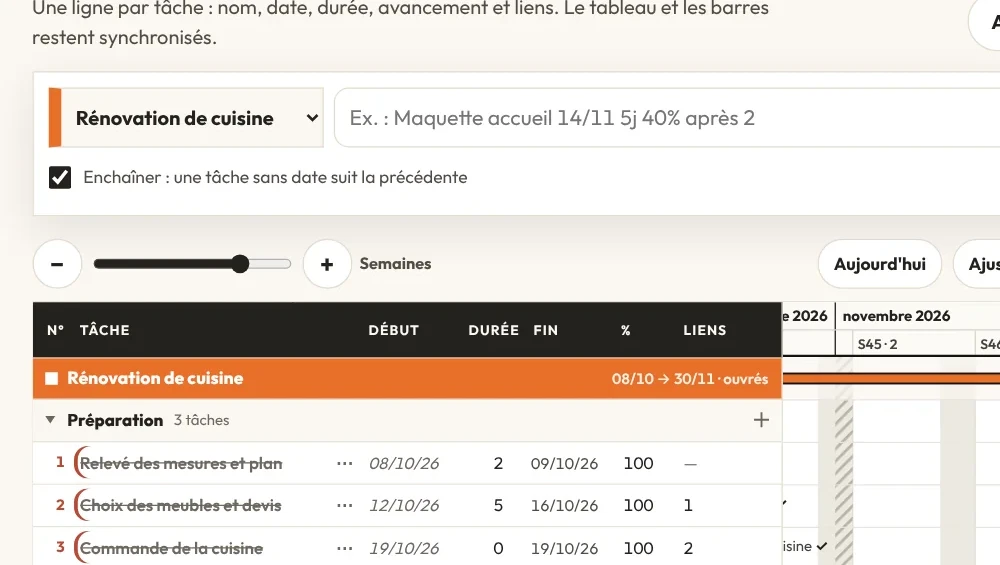 Une ligne par tâche : nom, date, durée, avancement et liens. Le tableau et les barres
restent synchronisés.
Rénovation de cuisine
Ex. : Maquette accueil 14/11 5j 40% après 2
Enchaîner : une tâche sans date suit la précédente
− + Semaines Aujourd'hui
N° TÂCHE DÉBUT DURÉE FIN % LIENS
2026 novembre 2026
S45·2
Rénovation de cuisine 08/10 → 30/11 · ouvrés
Préparation 3 tâches +
1 Relevé des mesures et plan ... 08/10/26 2 09/10/26 100 —
2 Choix des meubles et devis ... 12/10/26 5 16/10/26 100 1
3 Commande de la cuisine ... 19/10/26 0 19/10/26 100 2